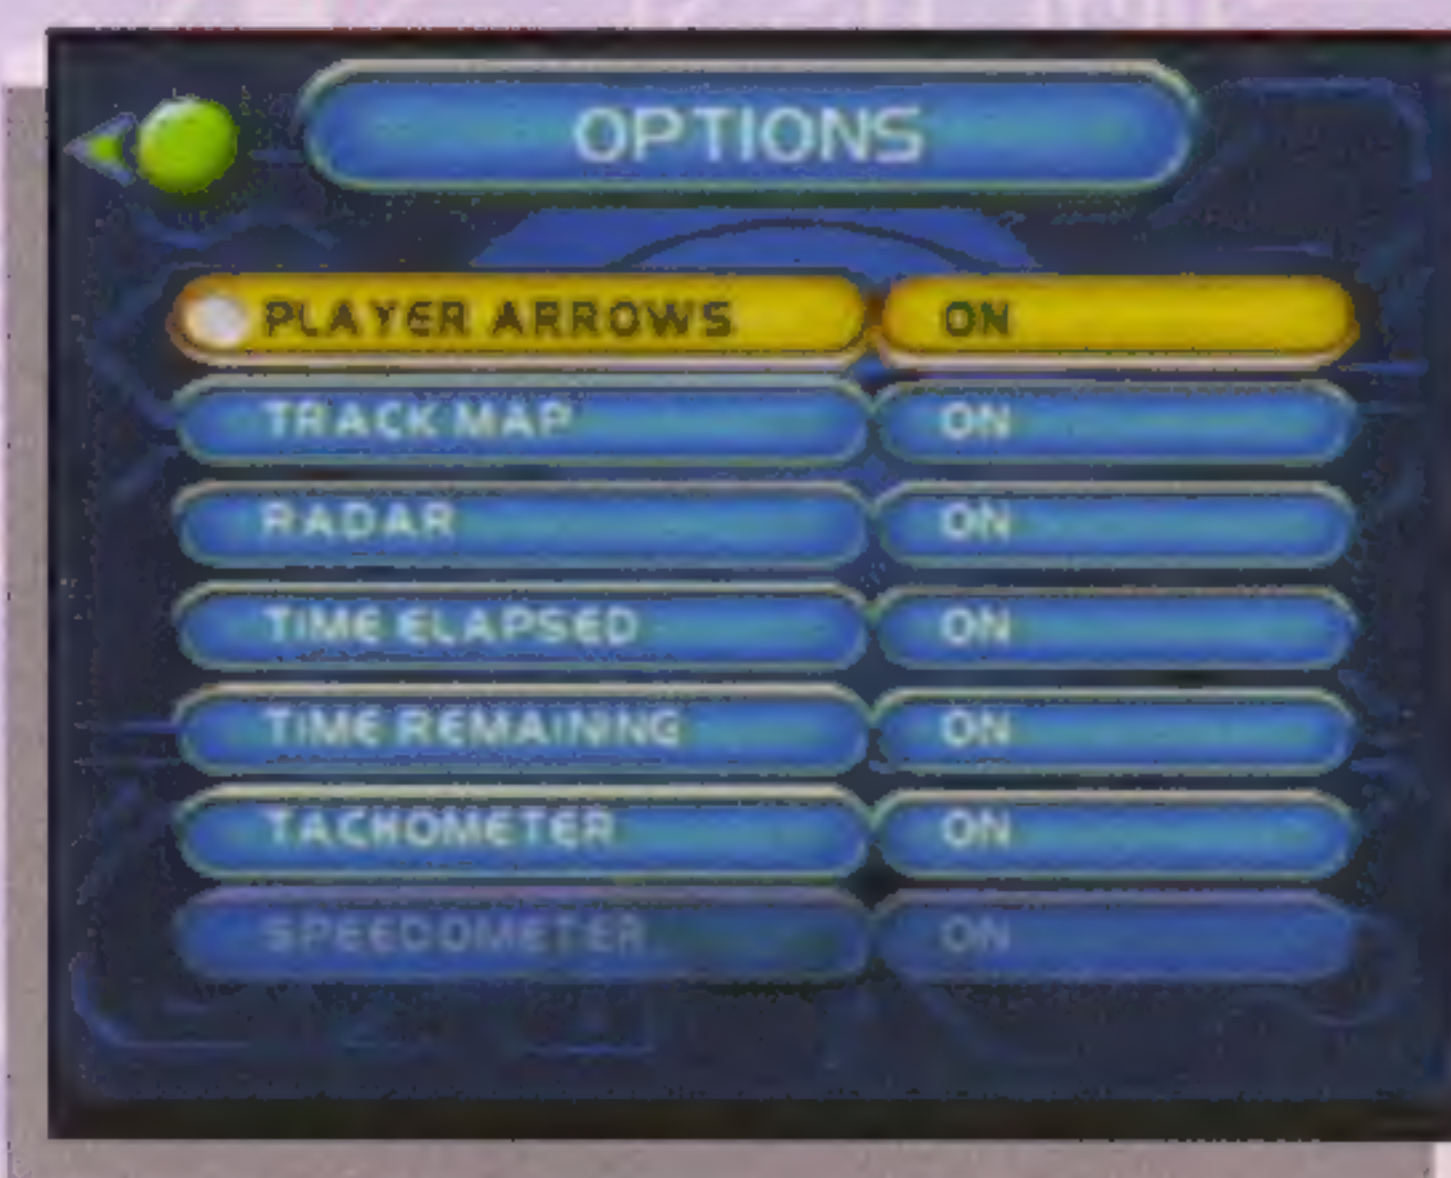 OPTIONS
PLAYER ARROWS ON
TRACK MAP ON
RADAR ON
TIME ELAPSED ON
TIME REMAINING ON
TACHOMETER ON
SPEEDOMETER ON